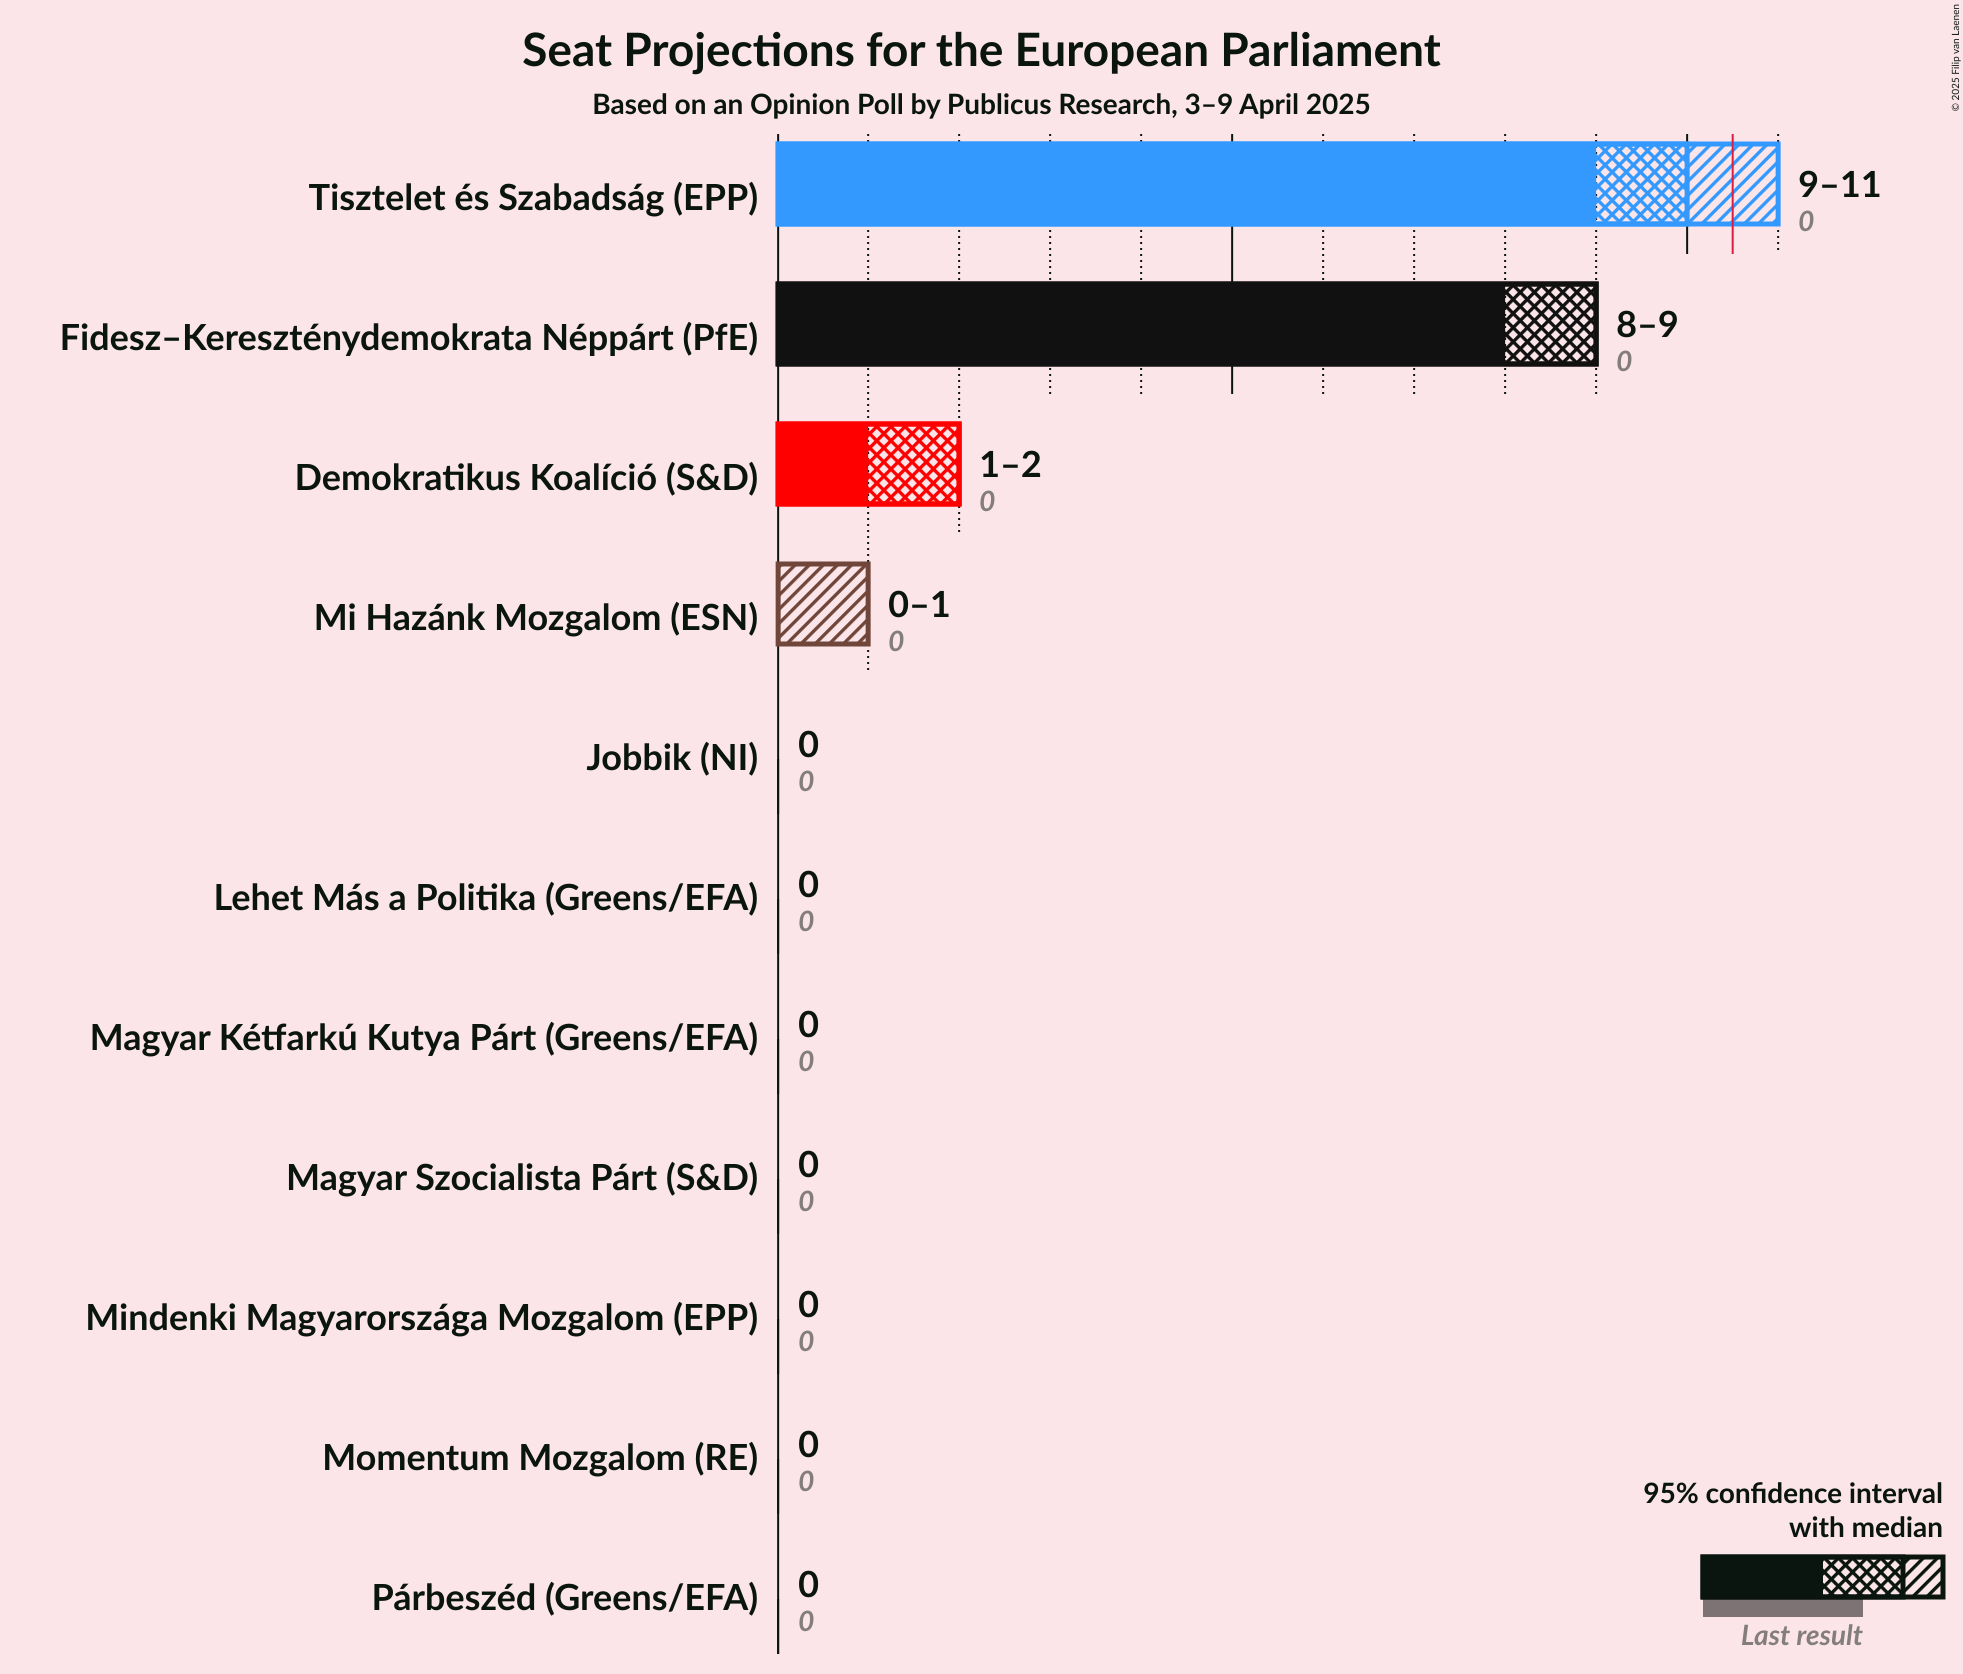 Seat Projections for the European Parliament
Based on an Opinion Poll by Publicus Research, 3–9 April 2025
© 2025 Filip van Laenen
Tisztelet és Szabadság (EPP)
9–11
0
Fidesz–Kereszténydemokrata Néppárt (PfE)
8–9
0
Demokratikus Koalíció (S&D)
1–2
0
Mi Hazánk Mozgalom (ESN)
0–1
0
Jobbik (NI)
0
0
Lehet Más a Politika (Greens/EFA)
0
0
Magyar Kétfarkú Kutya Párt (Greens/EFA)
0
0
Magyar Szocialista Párt (S&D)
0
0
Mindenki Magyarországa Mozgalom (EPP)
0
0
Momentum Mozgalom (RE)
0
0
Párbeszéd (Greens/EFA)
0
0
95% confidence interval
with median
Last result